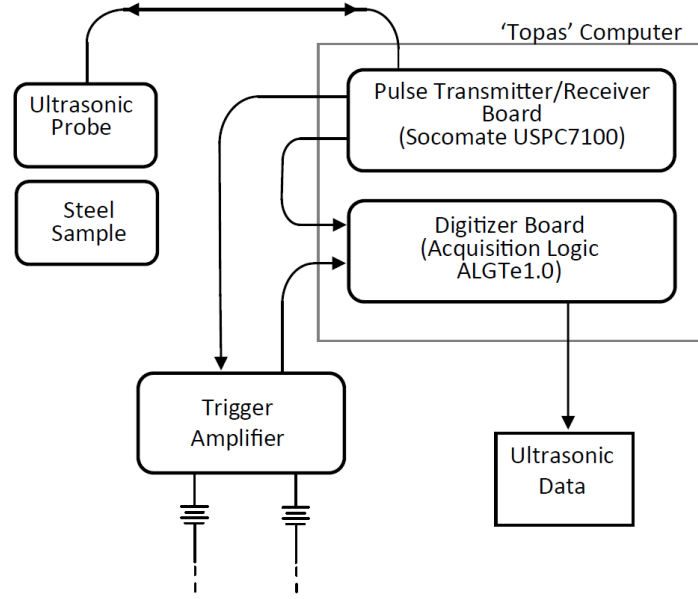 ‘Topas’ Computer
Ultrasonic
Probe
Pulse Transmitter/Receiver
Board
(Socomate USPC7100)
Steel
Sample
Digitizer Board
(Acquisition Logic
ALGTe1.0)
Trigger
Amplifier
Ultrasonic
Data